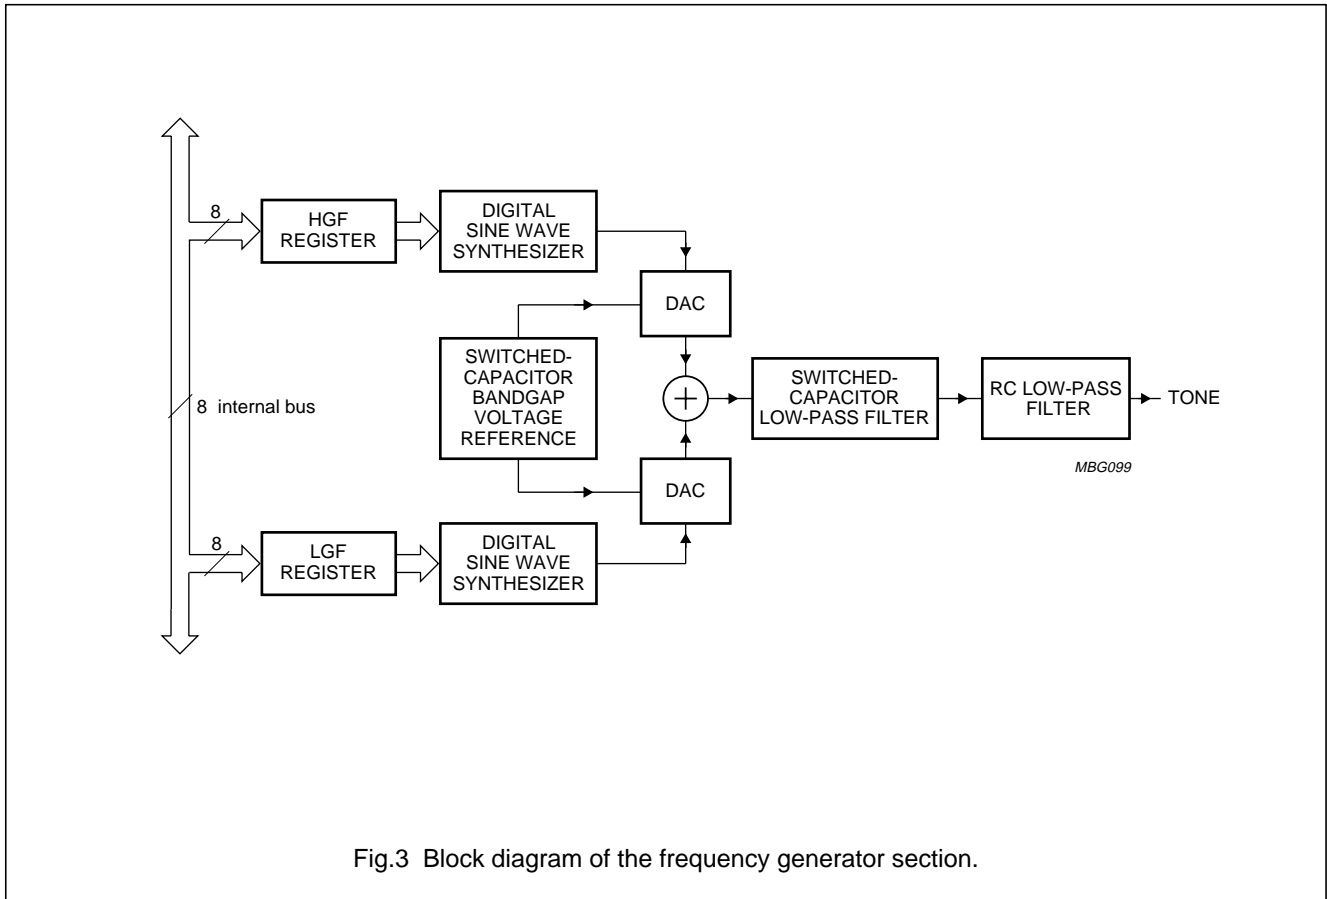 8
HGF
REGISTER
DIGITAL
SINE WAVE
SYNTHESIZER
DAC
SWITCHED-
CAPACITOR
BANDGAP
VOLTAGE
REFERENCE
+
SWITCHED-
CAPACITOR
LOW-PASS FILTER
RC LOW-PASS
FILTER
TONE
8 internal bus
MBG099
DAC
8
LGF
REGISTER
DIGITAL
SINE WAVE
SYNTHESIZER
Fig.3 Block diagram of the frequency generator section.